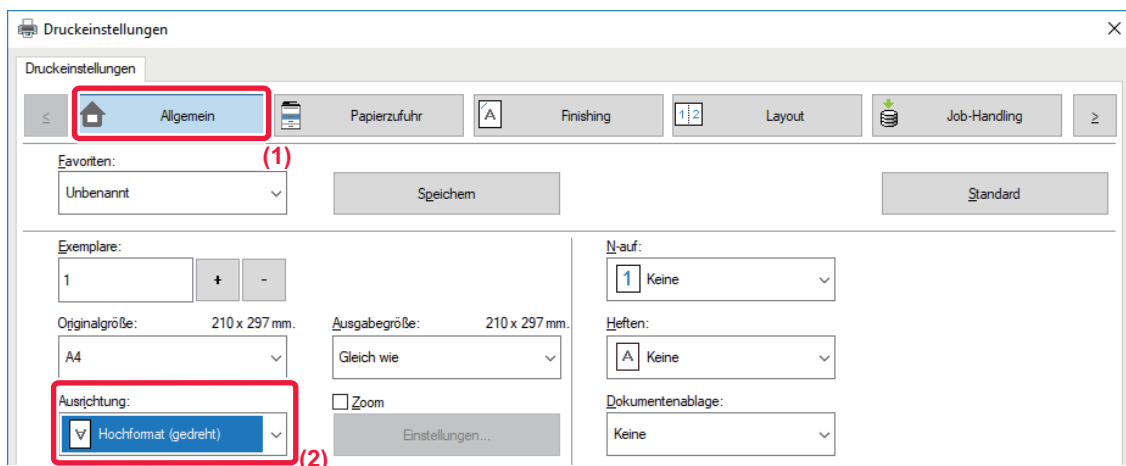 Druckeinstellungen
Druckeinstellungen
< Allgemein Papierzufuhr A Finishing 1 2 Layout Job-Handling >
(1)
Favoriten:
Unbenannt Speichern Standard
Exemplare: N-auf:
1 + - 1 Keine
Originalgröße: 210 x 297 mm. Ausgabegröße: 210 x 297 mm. Heften:
A4 Gleich wie A Keine
Ausrichtung: Zoom Dokumentenablage:
A Hochformat (gedreht) Einstellungen... Keine
(2)